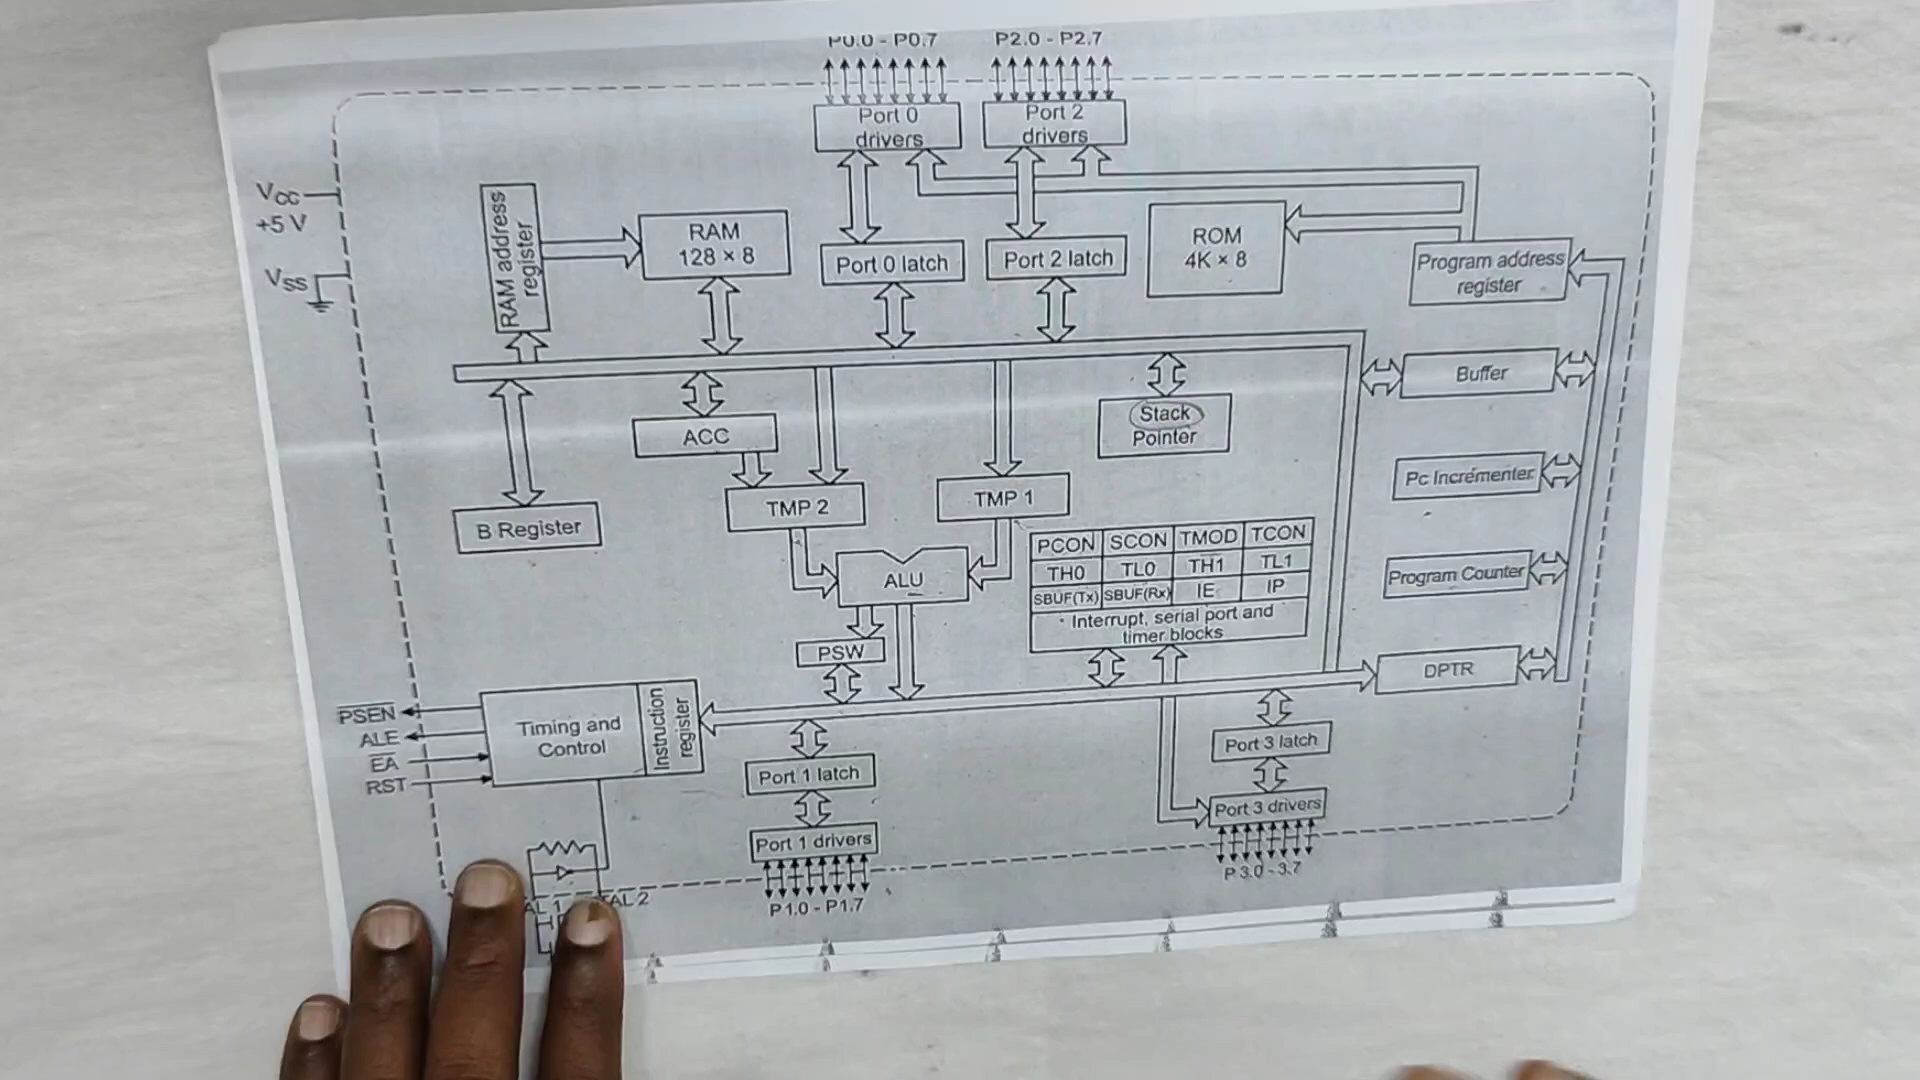 P0.0 - P0.7
P2.0 - P2.7
Port 0
drivers
Port 2
drivers
VCC
+5 V
VSS
RAM address
register
RAM
128 × 8
Port 0 latch
Port 2 latch
ROM
4K × 8
Program address
register
Buffer
ACC
Stack
Pointer
Pc Incrementer
B Register
TMP 2
TMP 1
ALU
PCON SCON TMOD TCON
TH0 TL0 TH1 TL1
SBUF(Tx) SBUF(Rx) IE IP
Interrupt, serial port and
timer blocks
Program Counter
PSW
DPTR
PSEN
ALE
EA
RST
Timing and
Control
Instruction
register
Port 1 latch
Port 3 latch
Port 1 drivers
Port 3 drivers
P 3.0 - 3.7
AL 1
TAL 2
P1.0 - P1.7